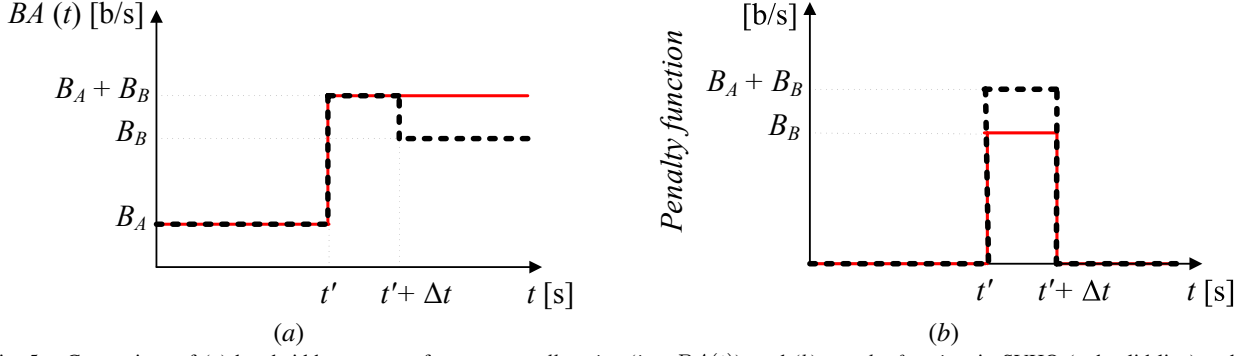 BA (t) [b/s]
B_A + B_B
B_B
B_A
t′
t′+ Δt
t [s]
(a)
[b/s]
Penalty function
B_A + B_B
B_B
t′
t′+ Δt
t [s]
(b)